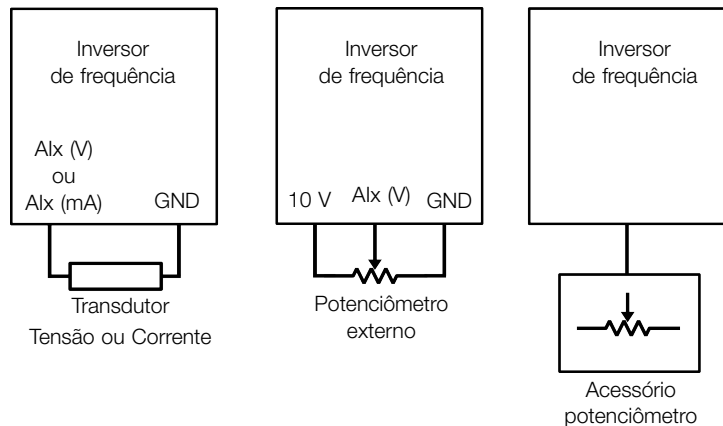 Inversor
de frequência
AIx (V)
ou
AIx (mA)
GND
Transdutor
Tensão ou Corrente
Inversor
de frequência
10 V
AIx (V)
GND
Potenciômetro
externo
Inversor
de frequência
Acessório
potenciômetro